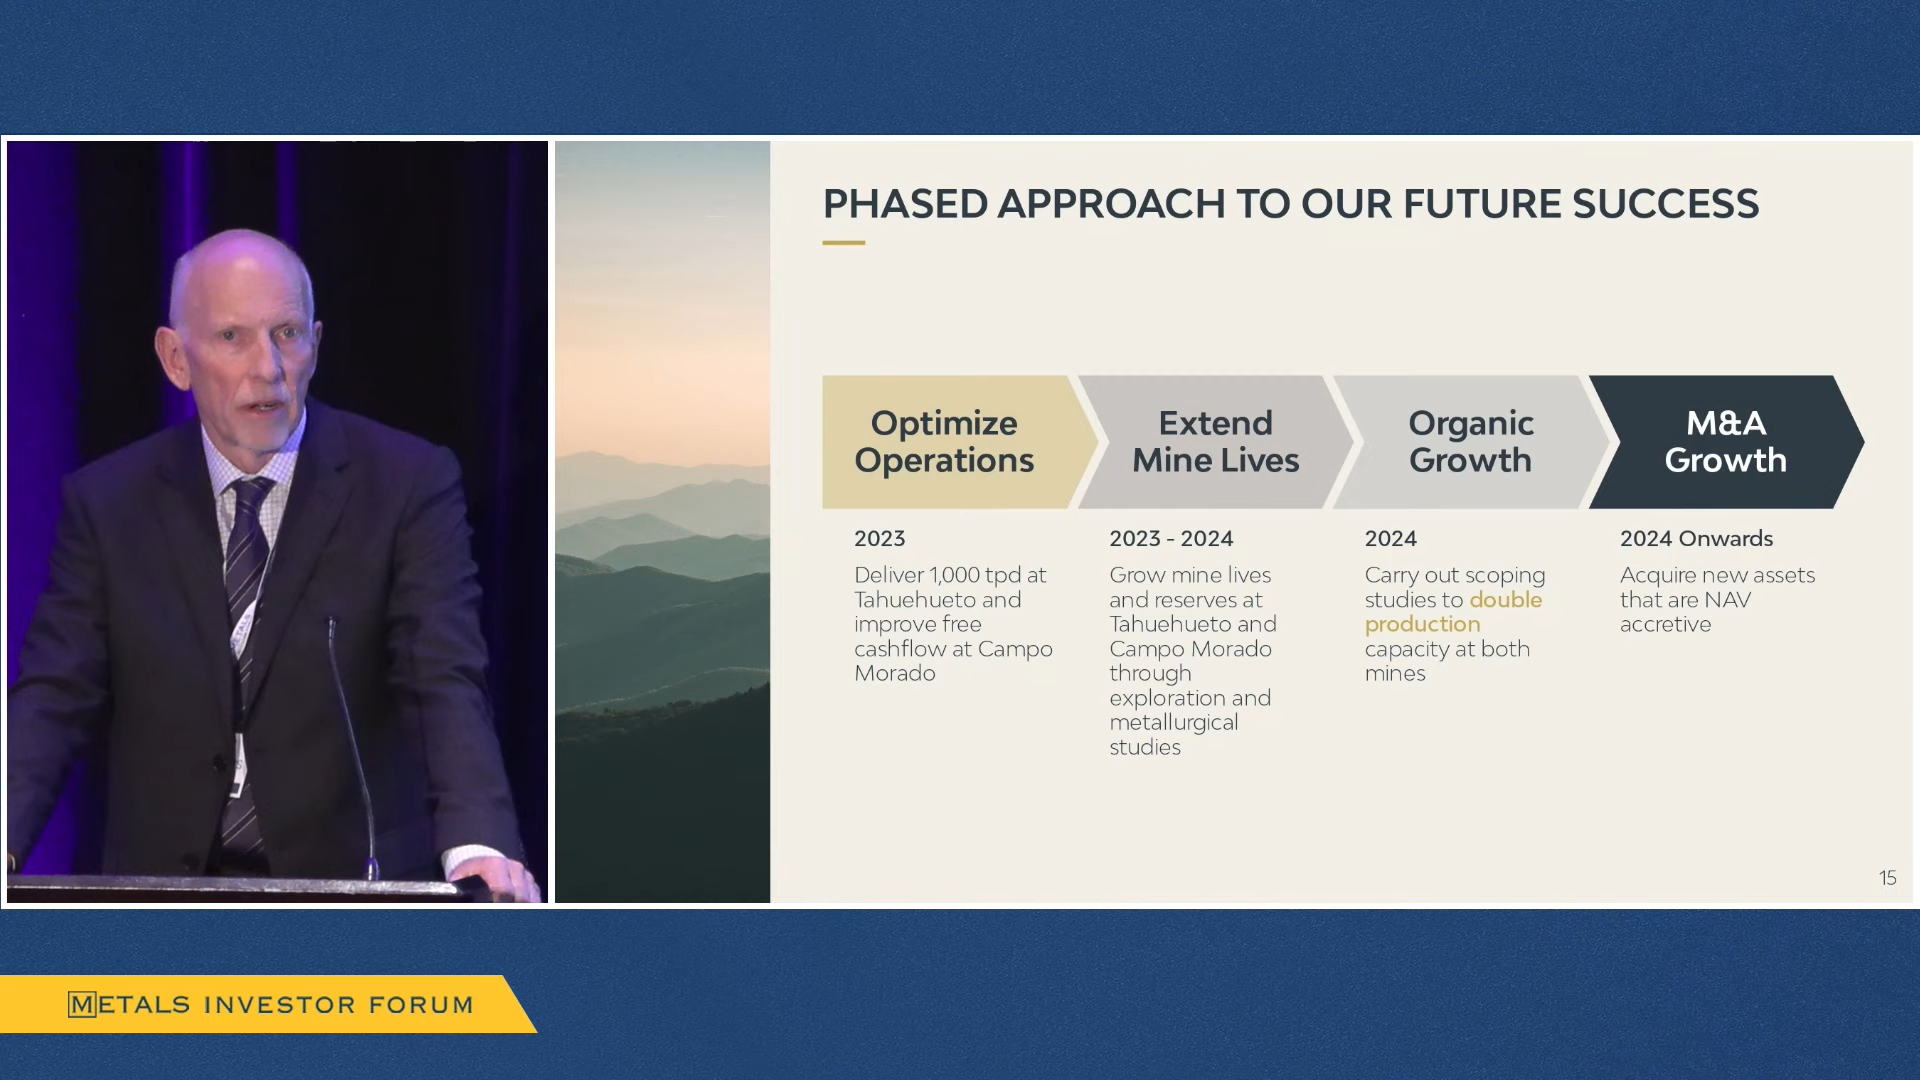 PHASED APPROACH TO OUR FUTURE SUCCESS
Optimize
Operations
2023
Deliver 1,000 tpd at
Tahuehueto and
improve free
cashflow at Campo
Morado
Extend
Mine Lives
2023 - 2024
Grow mine lives
and reserves at
Tahuehueto and
Campo Morado
through
exploration and
metallurgical
studies
Organic
Growth
2024
Carry out scoping
studies to double
production
capacity at both
mines
M&A
Growth
2024 Onwards
Acquire new assets
that are NAV
accretive
15
METALS INVESTOR FORUM